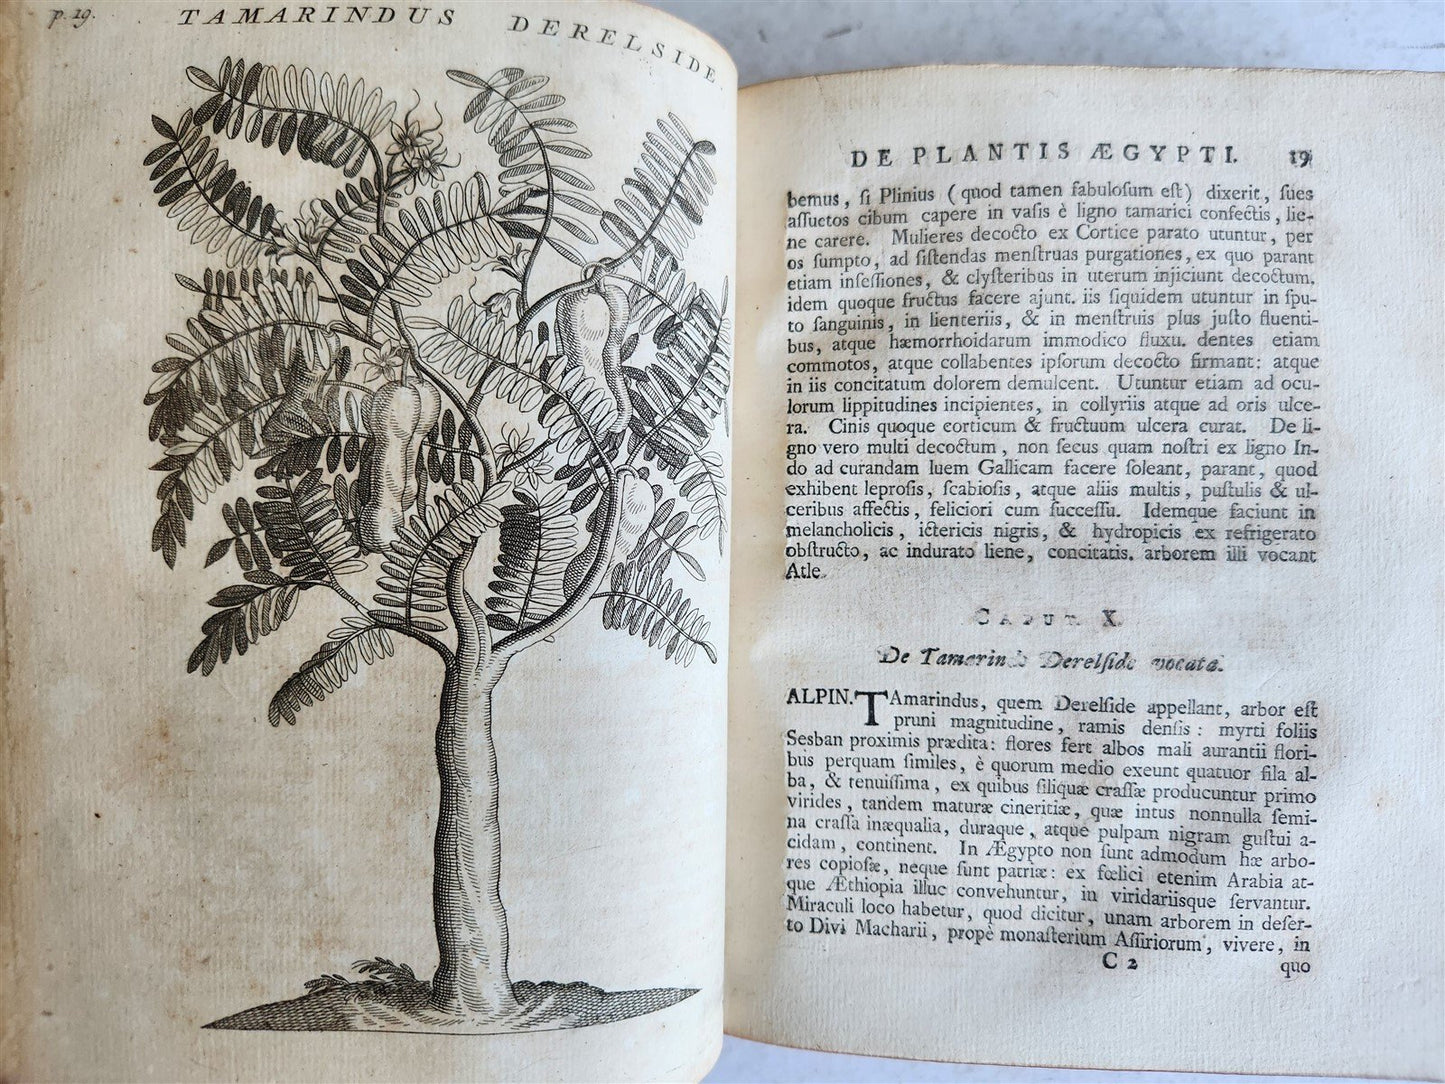 p. 19.
TAMARINDUS DERELSIDE.
DE PLANTIS ÆGYPTI. 19
bemus, ſi Plinius (quod tamen fabuloſum eſt) dixerit, ſues
aſſuetos cibum capere in vaſis è ligno tamarici confectis, lie-
ne carere. Mulieres decocto ex Cortice parato utuntur, per
os ſumpto, ad ſiſtendas menſtruas purgationes, ex quo parant
etiam inſeſſiones, & clyſteribus in uterum injiciunt decoctum.
idem quoque fructus facere ajunt. iis ſiquidem utuntur in ſpu-
to ſanguinis, in lienteriis, & in menſtruis plus juſto fluenti-
bus, atque hæmorrhoidarum immodico fluxu. dentes etiam
commotos, atque collabentes ipſorum decocto firmant: atque
in iis concitatum dolorem demulcent. Utuntur etiam ad ocu-
lorum lippitudines incipientes, in collyriis atque ad oris ulce-
ra. Cinis quoque corticum & fructuum ulcera curat. De li-
gno vero multi decoctum, non ſecus quam noſtri ex ligno In-
do ad curandam luem Gallicam facere ſoleant, parant, quod
exhibent leproſis, ſcabioſis, atque aliis multis, puſtulis & ul-
ceribus affectis, feliciori cum ſucceſſu. Idemque faciunt in
melancholicis, ictericis nigris, & hydropicis ex refrigerato
obſtructo, ac indurato liene, concitatis. arborem illi vocant
Atle.
CAPUT. X.
De Tamarindo Derelſide vocata.
ALPIN. TAmarindus, quem Derelſide appellant, arbor eſt
pruni magnitudine, ramis denſis: myrti foliis
Sesban proximis prædita: flores fert albos mali aurantii flori-
bus perquam ſimiles, è quorum medio exeunt quatuor fila al-
ba, & tenuiſſima, ex quibus ſiliquæ craſſæ producuntur primo
virides, tandem maturæ cineritiæ, quæ intus nonnulla ſemi-
na craſſa inæqualia, duraque, atque pulpam nigram guſtui a-
cidam, continent. In Ægypto non ſunt admodum hæ arbo-
res copioſæ, neque ſunt patriæ: ex fœlici etenim Arabia at-
que Æthiopia illuc convehuntur, in viridariisque ſervantur.
Miraculi loco habetur, quod dicitur, unam arborem in deſer-
to Divi Macharii, propè monaſterium Aſſiriorum, vivere, in
C 2 quo